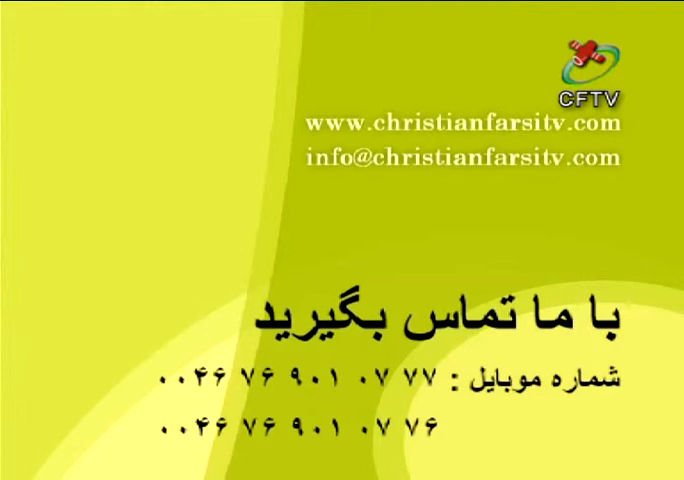 CFTV
www.christianfarsitv.com
info@christianfarsitv.com
با ما تماس بگیرید
شماره موبایل : ۰۰۴۶ ۷۶ ۹۰۱ ۰۷ ۷۷
۰۰۴۶ ۷۶ ۹۰۱ ۰۷ ۷۶